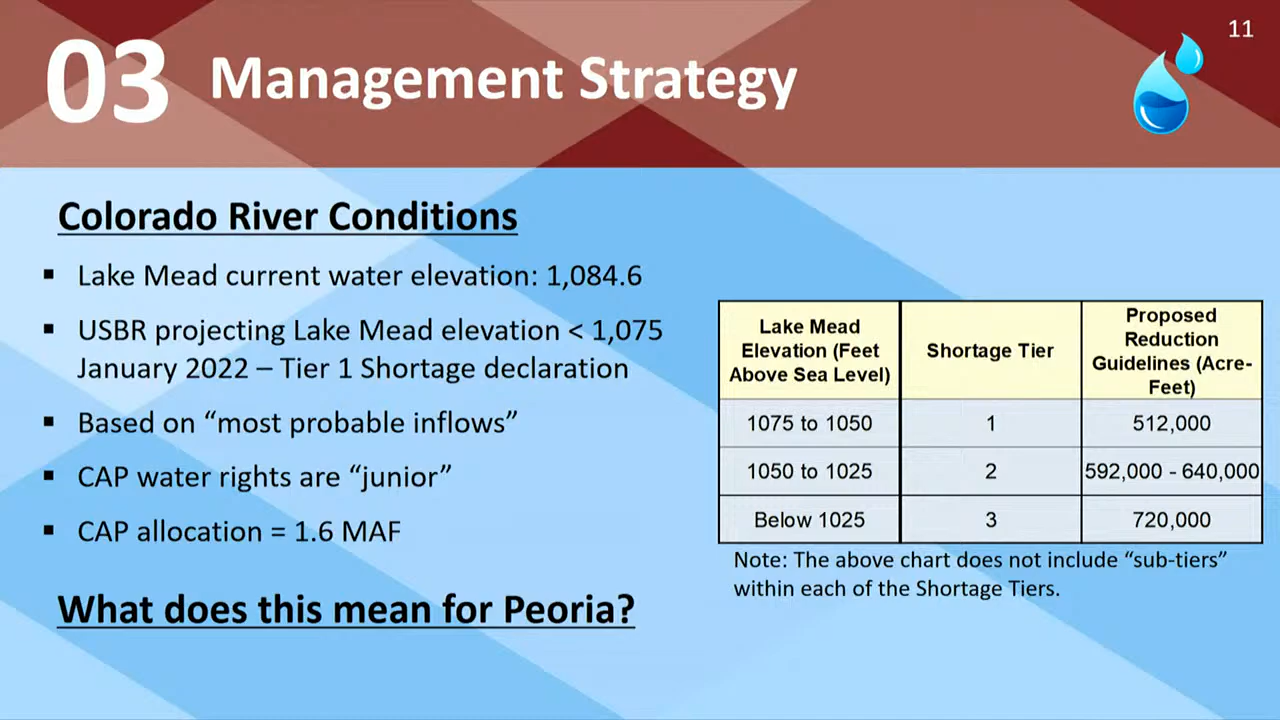 11
03 Management Strategy
Colorado River Conditions
▪ Lake Mead current water elevation: 1,084.6
▪ USBR projecting Lake Mead elevation < 1,075
January 2022 – Tier 1 Shortage declaration
▪ Based on “most probable inflows”
▪ CAP water rights are “junior”
▪ CAP allocation = 1.6 MAF
What does this mean for Peoria?
Lake Mead
Elevation (Feet
Above Sea Level)
Shortage Tier
Proposed
Reduction
Guidelines (Acre-
Feet)
1075 to 1050 1 512,000
1050 to 1025 2 592,000 - 640,000
Below 1025 3 720,000
Note: The above chart does not include “sub-tiers”
within each of the Shortage Tiers.